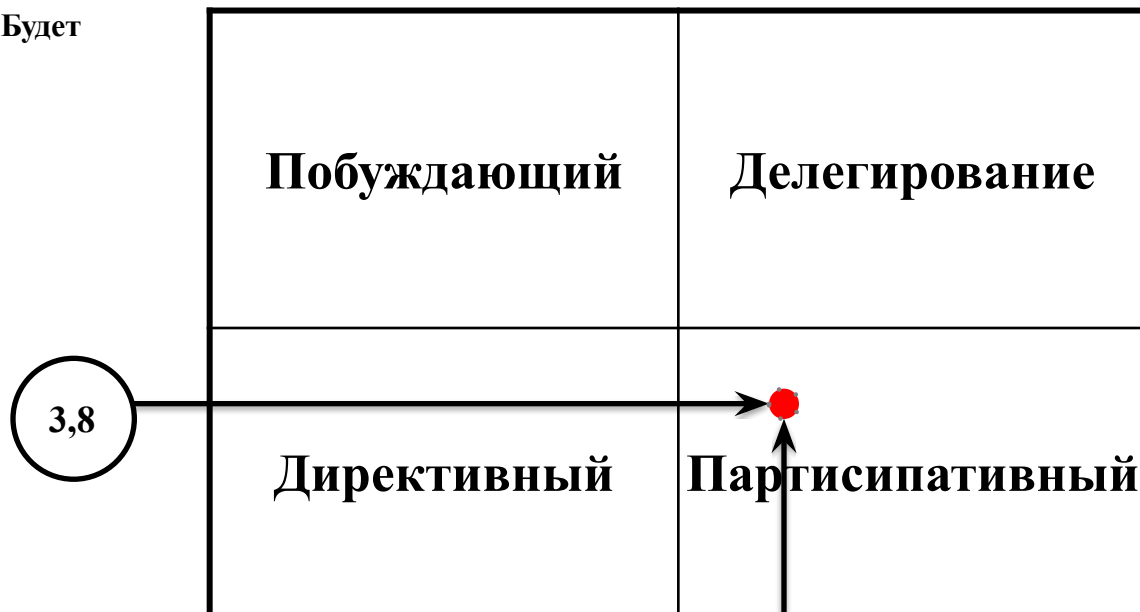 Будет
Побуждающий
Делегирование
3,8
Директивный
Партисипативный